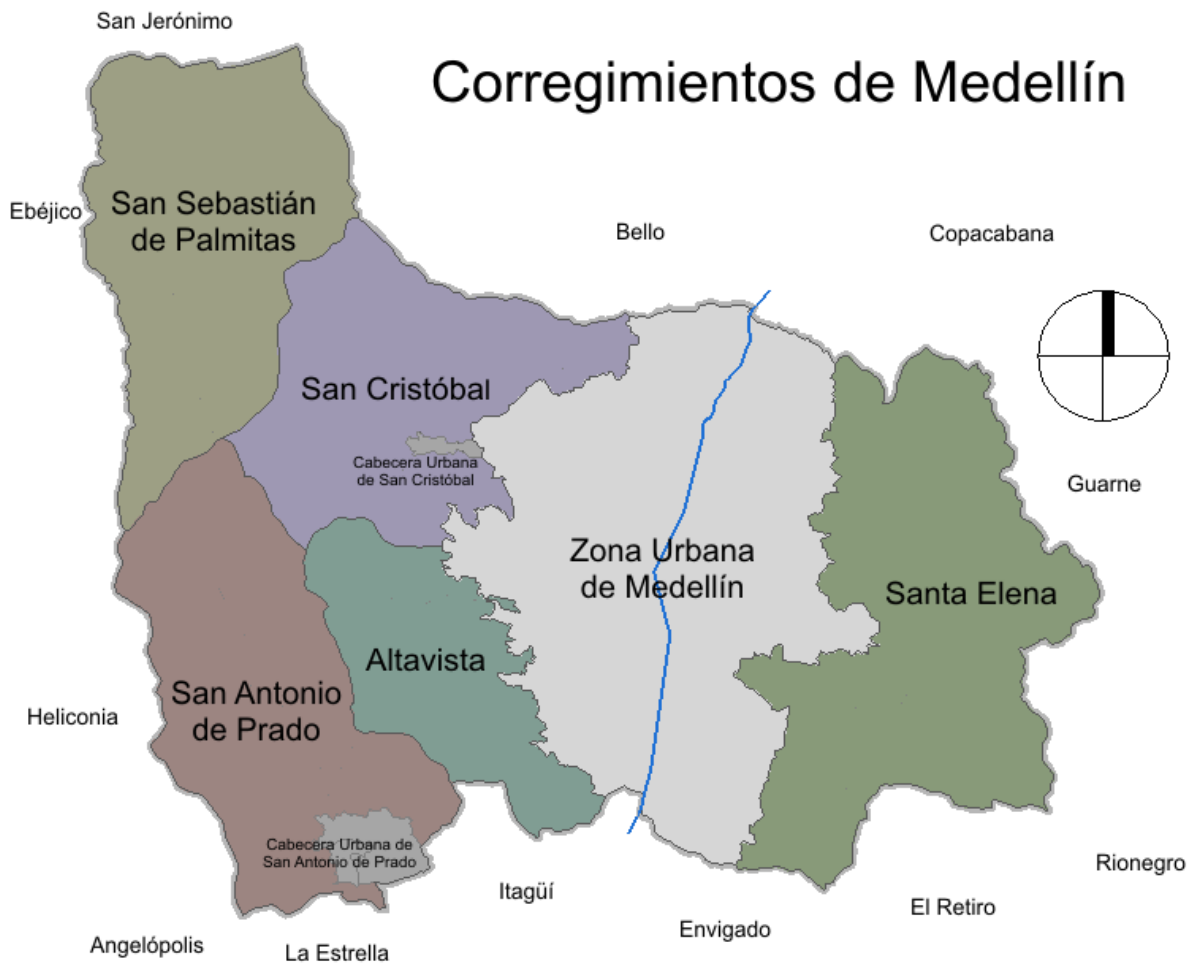 San Jerónimo
Corregimientos de Medellín
San Sebastián
de Palmitas
Ebéjico
Bello
Copacabana
San Cristóbal
Cabecera Urbana
de San Cristóbal
Guarne
Zona Urbana
de Medellín
Santa Elena
Altavista
San Antonio
de Prado
Heliconia
Cabecera Urbana de
San Antonio de Prado
Itagüí
Rionegro
El Retiro
Envigado
Angelópolis
La Estrella